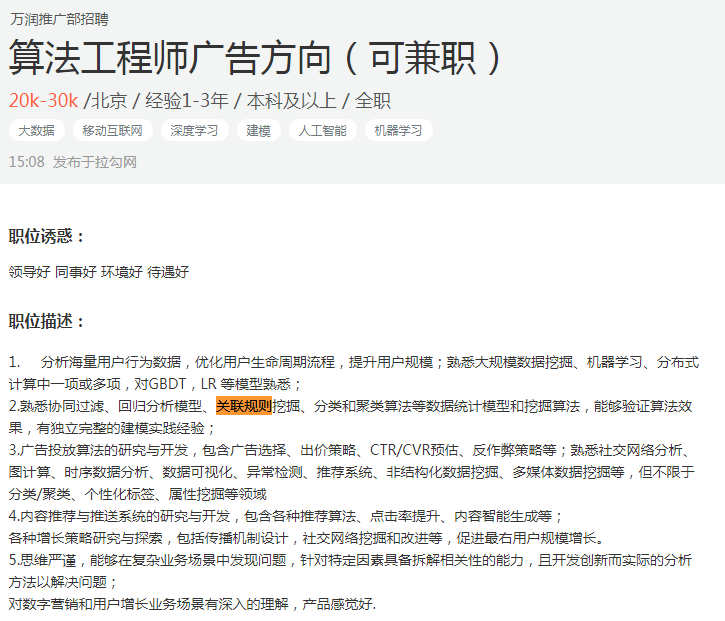 万润推广部招聘
算法工程师广告方向（可兼职）
20k-30k /北京 / 经验1-3年 / 本科及以上 / 全职
大数据 移动互联网 深度学习 建模 人工智能 机器学习
15:08 发布于拉勾网
职位诱惑：
领导好 同事好 环境好 待遇好
职位描述：
1. 分析海量用户行为数据，优化用户生命周期流程，提升用户规模；熟悉大规模数据挖掘、机器学习、分布式
计算中一项或多项，对GBDT，LR 等模型熟悉；
2.熟悉协同过滤、回归分析模型、关联规则挖掘、分类和聚类算法等数据统计模型和挖掘算法，能够验证算法效
果，有独立完整的建模实践经验；
3.广告投放算法的研究与开发，包含广告选择、出价策略、CTR/CVR预估、反作弊策略等；熟悉社交网络分析、
图计算、时序数据分析、数据可视化、异常检测、推荐系统、非结构化数据挖掘、多媒体数据挖掘等，但不限于
分类/聚类、个性化标签、属性挖掘等领域
4.内容推荐与推送系统的研究与开发，包含各种推荐算法、点击率提升、内容智能生成等；
各种增长策略研究与探索，包括传播机制设计，社交网络挖掘和改进等，促进最右用户规模增长。
5.思维严谨，能够在复杂业务场景中发现问题，针对特定因素具备拆解相关性的能力，且开发创新而实际的分析
方法以解决问题；
对数字营销和用户增长业务场景有深入的理解，产品感觉好.